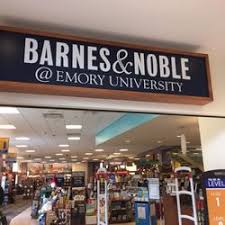 BARNES & NOBLE
@ EMORY UNIVERSITY
LEVEL
1